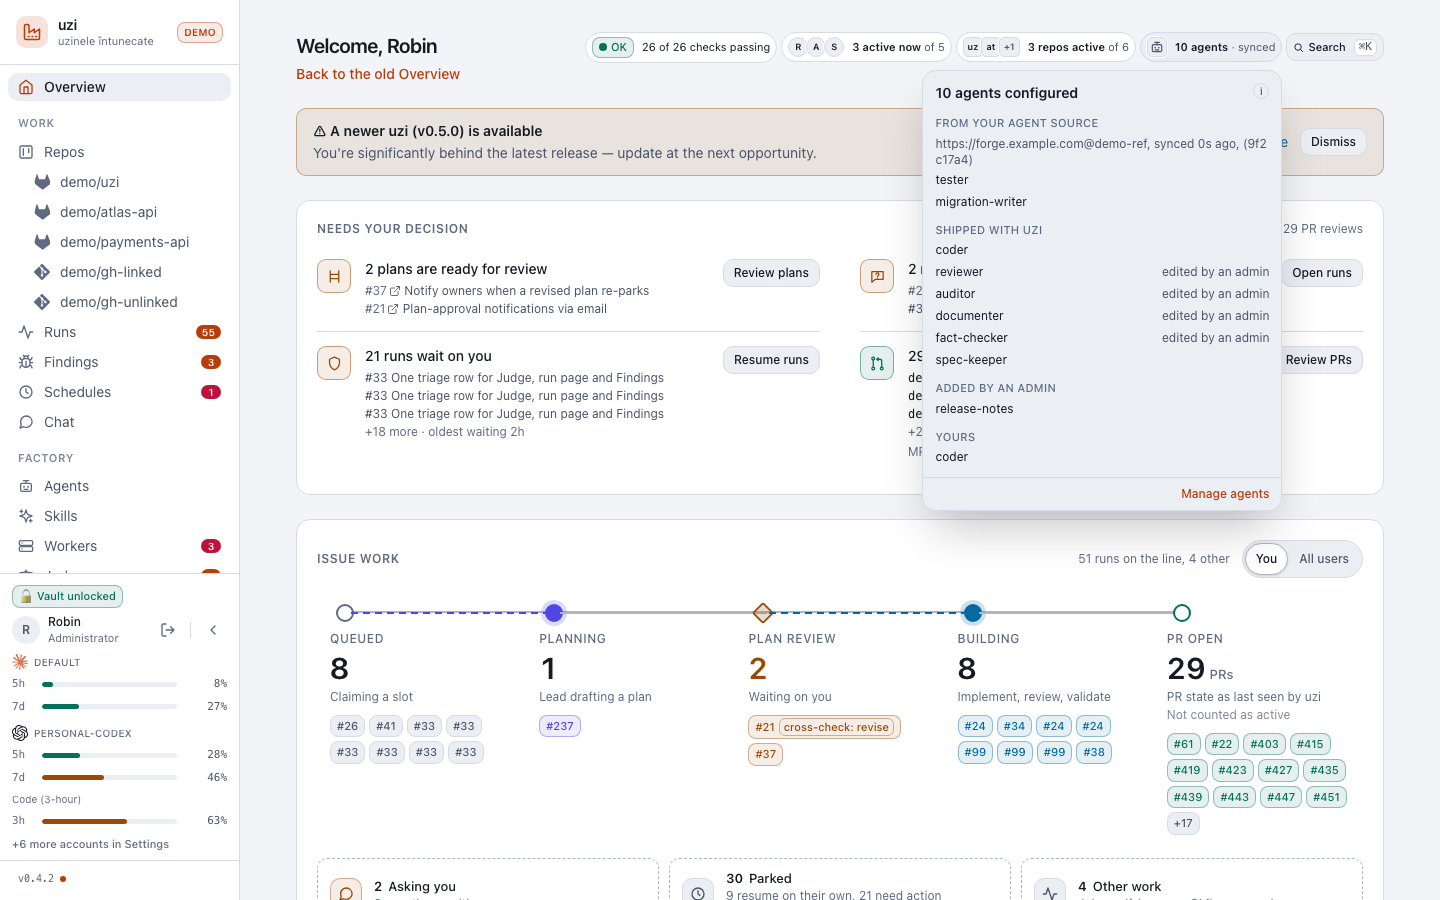 uzi
uzinele întunecate
DEMO
Overview
WORK
Repos
demo/uzi
demo/atlas-api
demo/payments-api
demo/gh-linked
demo/gh-unlinked
Runs 55
Findings 3
Schedules 1
Chat
FACTORY
Agents
Skills
Workers 3
Vault unlocked
R
Robin
Administrator
DEFAULT
5h 8%
7d 27%
PERSONAL-CODEX
5h 28%
7d 46%
Code (3-hour)
3h 63%
+6 more accounts in Settings
v0.4.2
Welcome, Robin
Back to the old Overview
OK 26 of 26 checks passing
R A S 3 active now of 5
uz at +1 3 repos active of 6
10 agents · synced
Search ⌘K
A newer uzi (v0.5.0) is available
You're significantly behind the latest release — update at the next opportunity.
Dismiss
10 agents configured
i
FROM YOUR AGENT SOURCE
https://forge.example.com@demo-ref, synced 0s ago, (9f2
c17a4)
tester
migration-writer
SHIPPED WITH UZI
coder
reviewer edited by an admin
auditor edited by an admin
documenter edited by an admin
fact-checker edited by an admin
spec-keeper
ADDED BY AN ADMIN
release-notes
YOURS
coder
Manage agents
NEEDS YOUR DECISION
29 PR reviews
2 plans are ready for review
#37 Notify owners when a revised plan re-parks
#21 Plan-approval notifications via email
Review plans
Open runs
21 runs wait on you
#33 One triage row for Judge, run page and Findings
#33 One triage row for Judge, run page and Findings
#33 One triage row for Judge, run page and Findings
+18 more · oldest waiting 2h
Resume runs
Review PRs
ISSUE WORK
51 runs on the line, 4 other
You
All users
QUEUED
8
Claiming a slot
#26 #41 #33 #33
#33 #33 #33 #33
PLANNING
1
Lead drafting a plan
#237
PLAN REVIEW
2
Waiting on you
#21 cross-check: revise
#37
BUILDING
8
Implement, review, validate
#24 #34 #24 #24
#99 #99 #99 #38
PR OPEN
29 PRs
PR state as last seen by uzi
Not counted as active
#61 #22 #403 #415
#419 #423 #427 #435
#439 #443 #447 #451
+17
2 Asking you
30 Parked
9 resume on their own, 21 need action
4 Other work